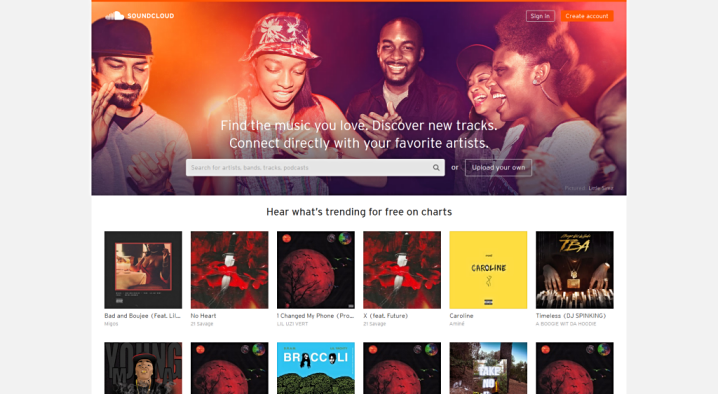 SOUNDCLOUD
Sign in
Create account
Find the music you love. Discover new tracks.
Connect directly with your favorite artists.
Search for artists, bands, tracks, podcasts
or
Upload your own
Pictured: Little Simz
Hear what's trending for free on charts
CAROLINE
TBA
Bad and Boujee (Feat. Lil...
Migos
No Heart
21 Savage
I Changed My Phone (Pro...
LIL UZI VERT
X (feat. Future)
21 Savage
Caroline
Aminé
Timeless (DJ SPINKING)
A BOOGIE WIT DA HOODIE
YOUNG
BROCCOLI
TAKE
NO